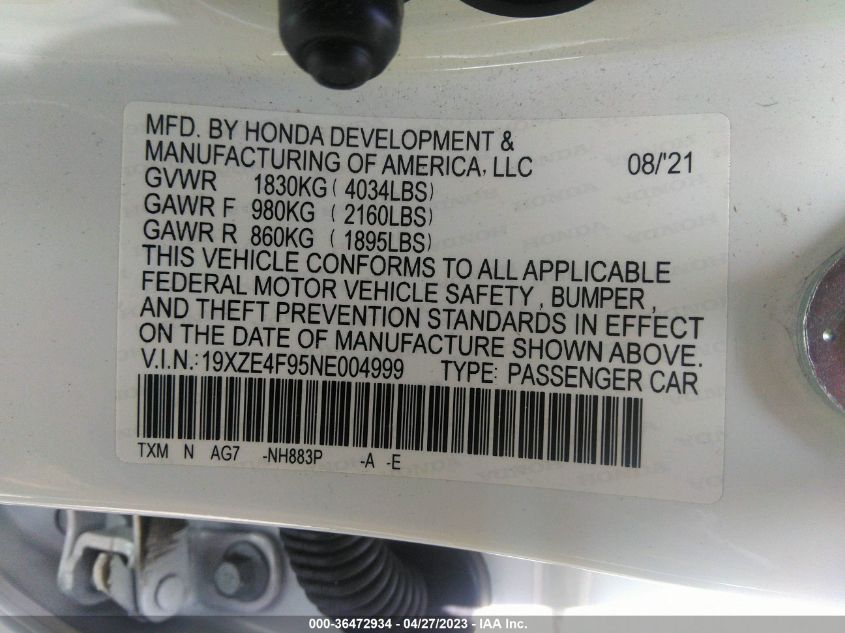 MFD. BY HONDA DEVELOPMENT &
MANUFACTURING OF AMERICA, LLC 08/'21
GVWR 1830KG ( 4034LBS)
GAWR F 980KG ( 2160LBS)
GAWR R 860KG ( 1895LBS)
THIS VEHICLE CONFORMS TO ALL APPLICABLE
FEDERAL MOTOR VEHICLE SAFETY , BUMPER ,
AND THEFT PREVENTION STANDARDS IN EFFECT
ON THE DATE OF MANUFACTURE SHOWN ABOVE.
V.I.N.:19XZE4F95NE004999 TYPE: PASSENGER CAR
TXM N AG7 -NH883P -A -E
000-36472934 - 04/27/2023 - IAA Inc.